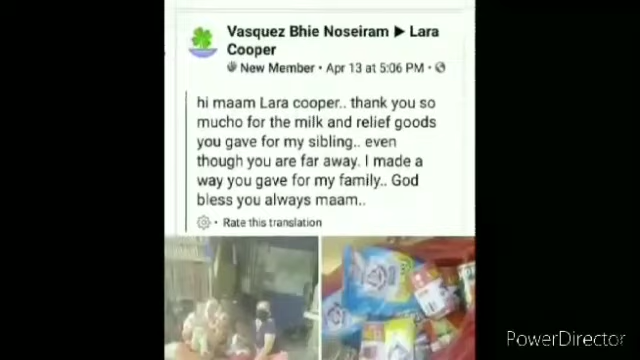 Vasquez Bhie Noseiram ▶ Lara
Cooper
New Member • Apr 13 at 5:06 PM •
hi maam Lara cooper.. thank you so
mucho for the milk and relief goods
you gave for my sibling.. even
though you are far away. I made a
way you gave for my family.. God
bless you always maam..
• Rate this translation
PowerDirector